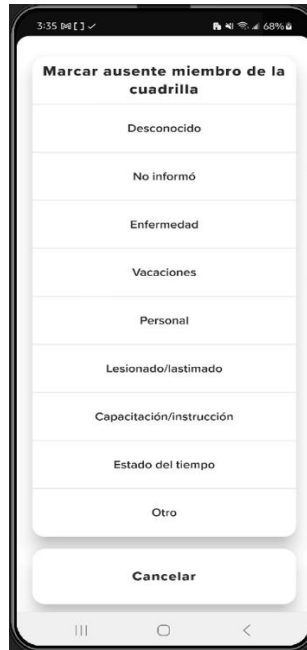 3:35
68%
Marcar ausente miembro de la
cuadrilla
Desconocido
No informó
Enfermedad
Vacaciones
Personal
Lesionado/lastimado
Capacitación/instrucción
Estado del tiempo
Otro
Cancelar